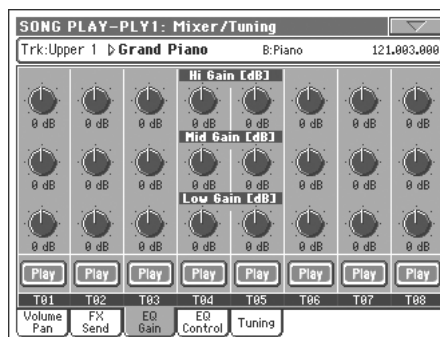 SONG PLAY-PLY1: Mixer/Tuning
Trk:Upper 1 ▷Grand Piano B:Piano 121.003.000
Hi Gain [dB]
0 dB 0 dB 0 dB 0 dB 0 dB 0 dB 0 dB 0 dB
Mid Gain [dB]
0 dB 0 dB 0 dB 0 dB 0 dB 0 dB 0 dB 0 dB
Low Gain [dB]
0 dB 0 dB 0 dB 0 dB 0 dB 0 dB 0 dB 0 dB
Play Play Play Play Play Play Play Play
T01 T02 T03 T04 T05 T06 T07 T08
Volume Pan FX Send EQ Gain EQ Control Tuning